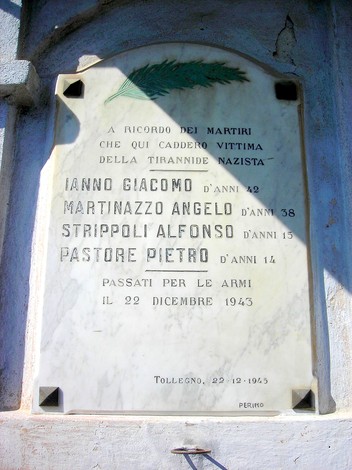 A RICORDO DEI MARTIRI
CHE QUI CADDERO VITTIMA
DELLA TIRANNIDE NAZISTA
IANNO GIACOMO D'ANNI 42
MARTINAZZO ANGELO D'ANNI 38
STRIPPOLI ALFONSO D'ANNI 15
PASTORE PIETRO D'ANNI 14
PASSATI PER LE ARMI
IL 22 DICEMBRE 1943
TOLLEGNO, 22-12-1945
PERINO